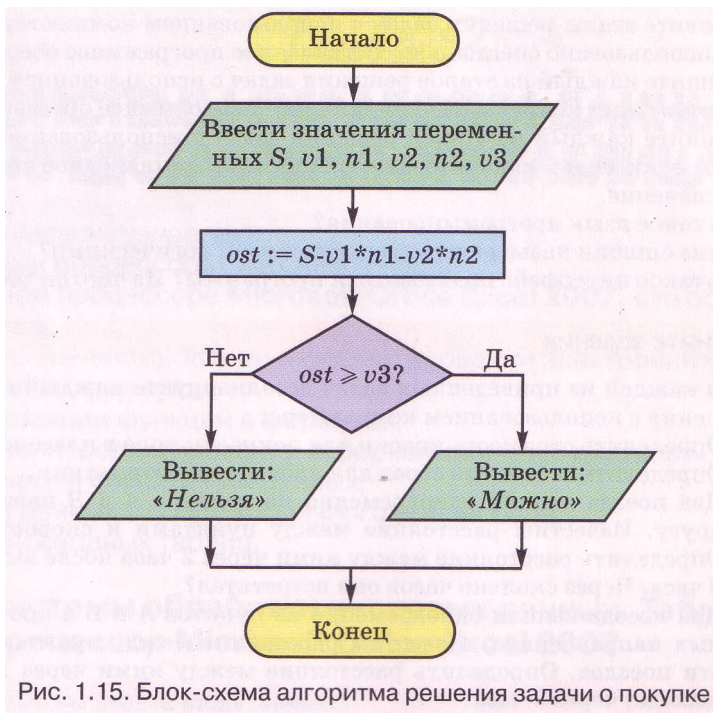 Начало
Ввести значения перемен-
ных S, v1, n1, v2, n2, v3
ost := S-v1*n1-v2*n2
Нет
Да
ost ⩾ v3?
Вывести:
«Нельзя»
Вывести:
«Можно»
Конец
Рис. 1.15. Блок-схема алгоритма решения задачи о покупке